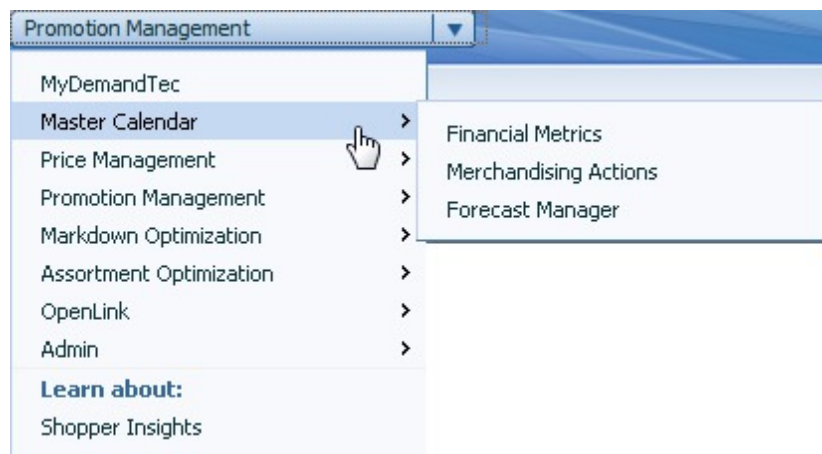 Promotion Management
MyDemandTec
Master Calendar
Price Management
Promotion Management
Markdown Optimization
Assortment Optimization
OpenLink
Admin
Learn about:
Shopper Insights
Financial Metrics
Merchandising Actions
Forecast Manager